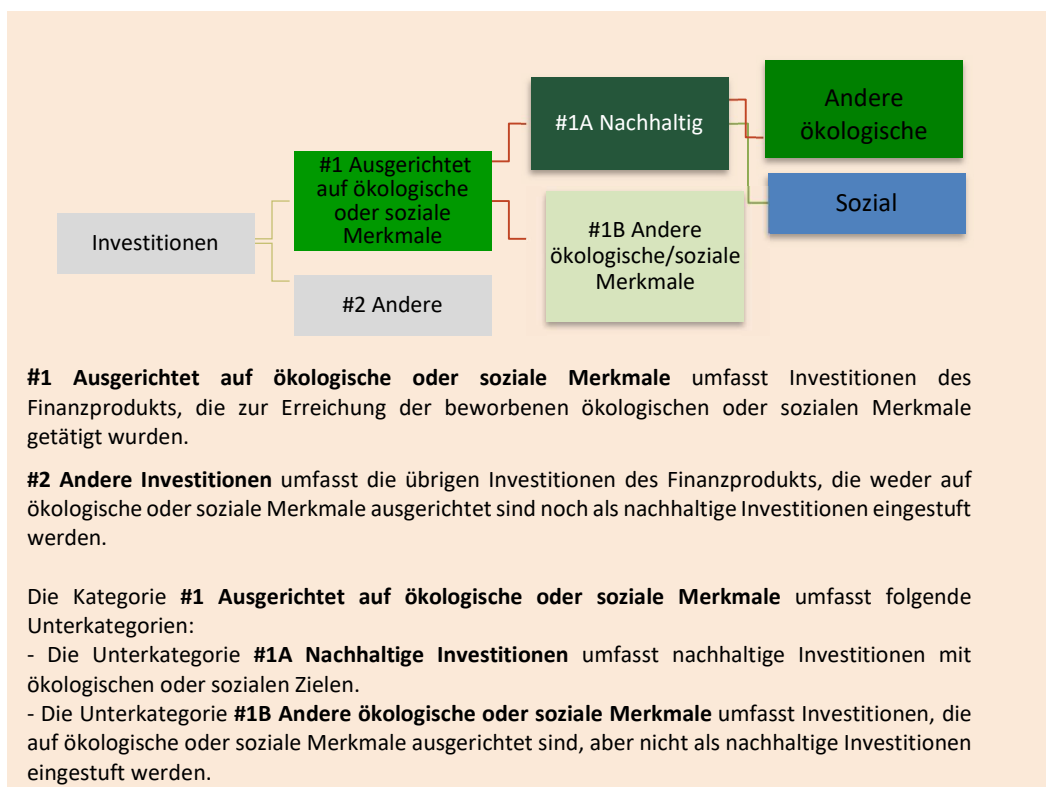 Investitionen
#1 Ausgerichtet
auf ökologische
oder soziale
Merkmale
#2 Andere
#1A Nachhaltig
#1B Andere
ökologische/soziale
Merkmale
Andere
ökologische
Sozial
#1 Ausgerichtet auf ökologische oder soziale Merkmale umfasst Investitionen des
Finanzprodukts, die zur Erreichung der beworbenen ökologischen oder sozialen Merkmale
getätigt wurden.
#2 Andere Investitionen umfasst die übrigen Investitionen des Finanzprodukts, die weder auf
ökologische oder soziale Merkmale ausgerichtet sind noch als nachhaltige Investitionen eingestuft
werden.
Die Kategorie #1 Ausgerichtet auf ökologische oder soziale Merkmale umfasst folgende
Unterkategorien:
- Die Unterkategorie #1A Nachhaltige Investitionen umfasst nachhaltige Investitionen mit
ökologischen oder sozialen Zielen.
- Die Unterkategorie #1B Andere ökologische oder soziale Merkmale umfasst Investitionen, die
auf ökologische oder soziale Merkmale ausgerichtet sind, aber nicht als nachhaltige Investitionen
eingestuft werden.